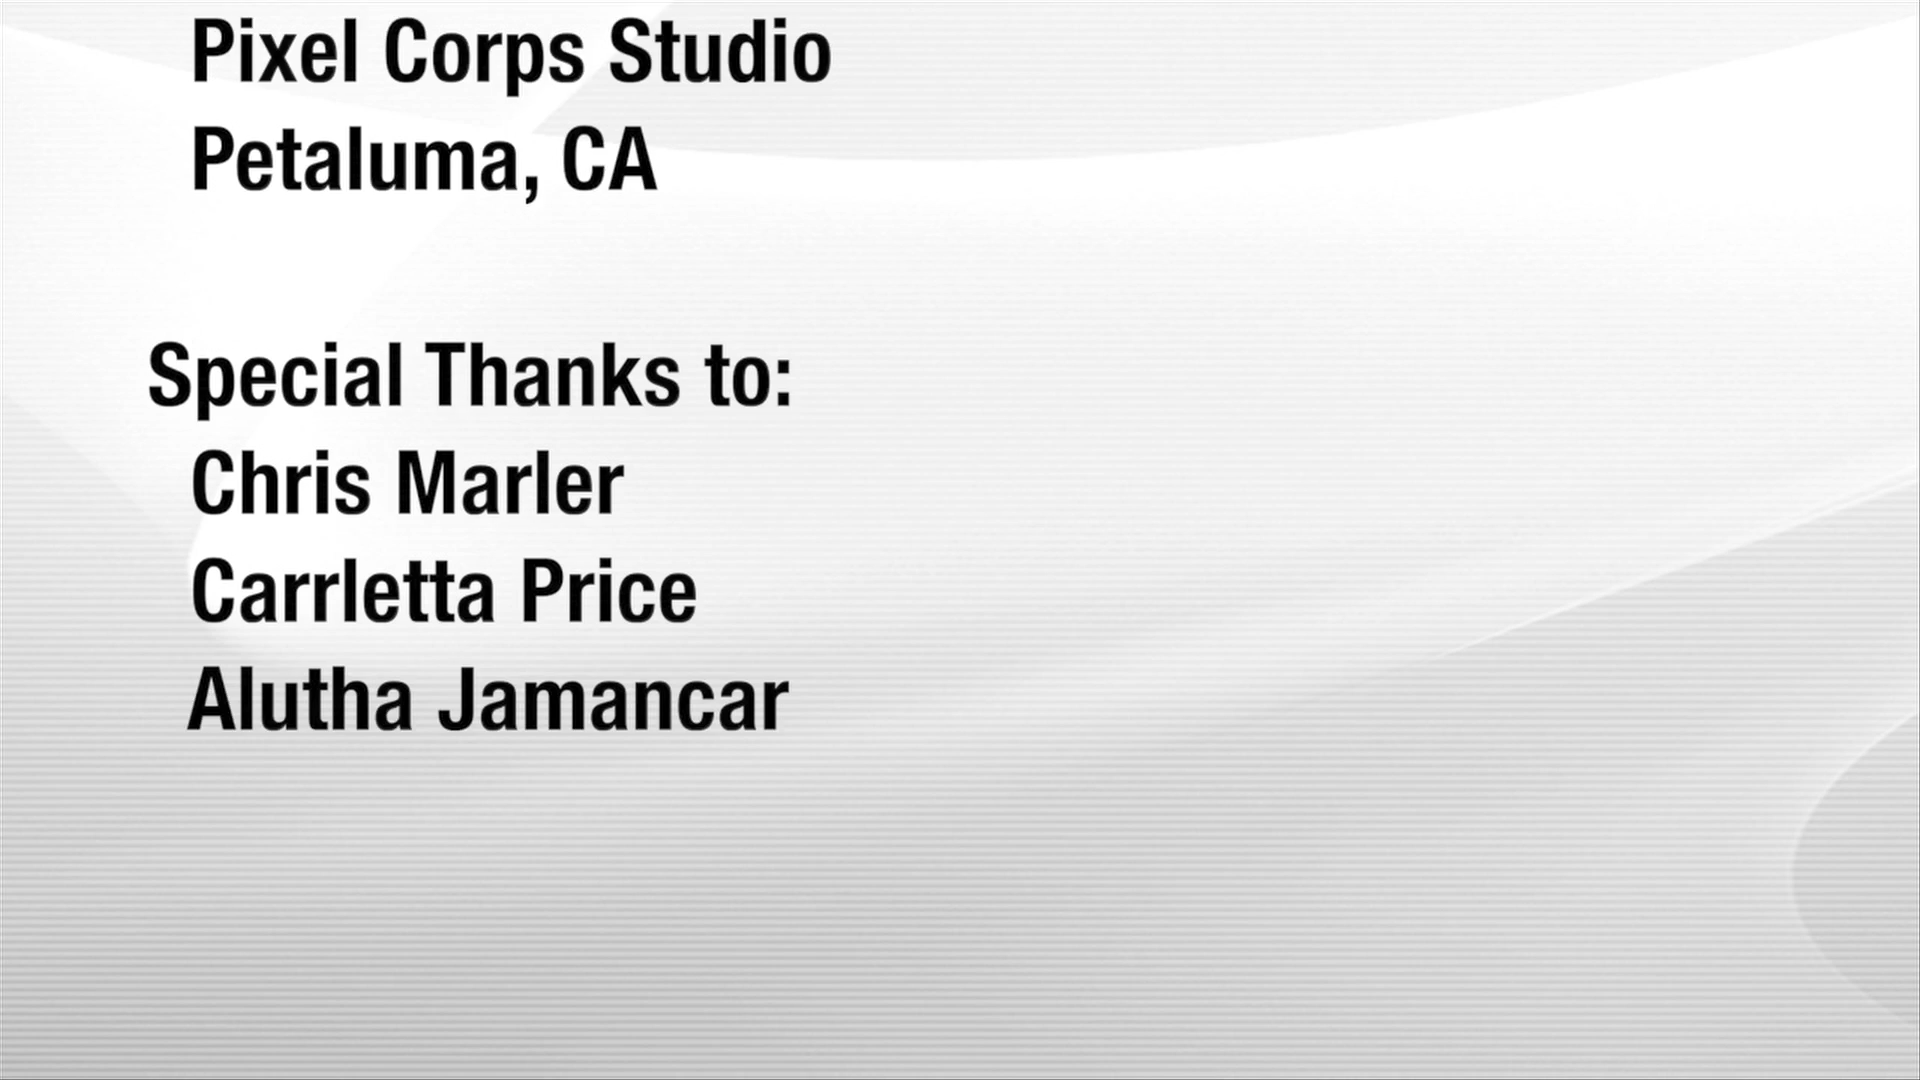 Pixel Corps Studio
Petaluma, CA
Special Thanks to:
Chris Marler
Carrletta Price
Alutha Jamancar